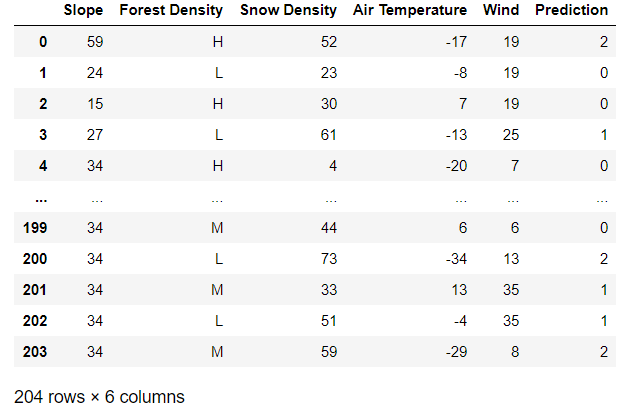 Slope Forest Density Snow Density Air Temperature Wind Prediction
0 59 H 52 -17 19 2
1 24 L 23 -8 19 0
2 15 H 30 7 19 0
3 27 L 61 -13 25 1
4 34 H 4 -20 7 0
... ... ... ... ... ... ...
199 34 M 44 6 6 0
200 34 L 73 -34 13 2
201 34 M 33 13 35 1
202 34 L 51 -4 35 1
203 34 M 59 -29 8 2
204 rows × 6 columns